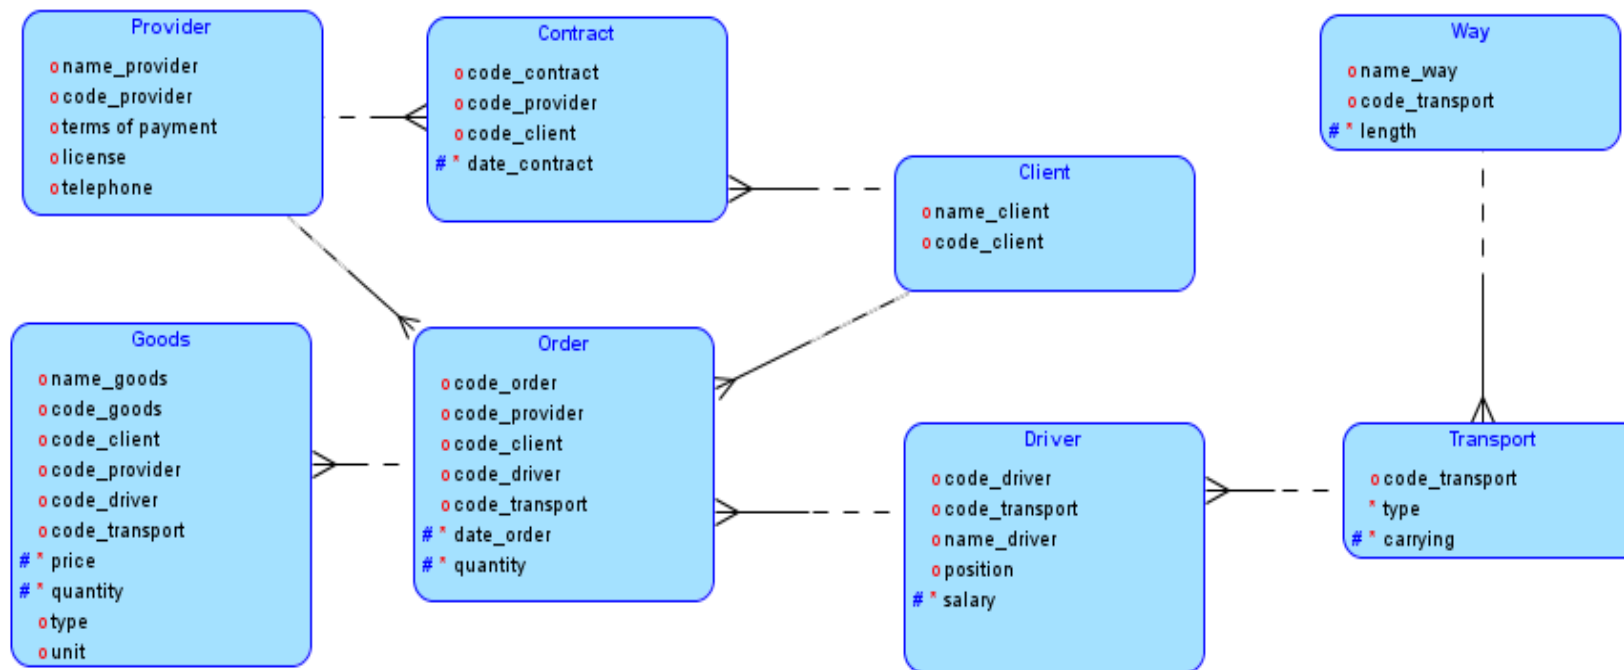 Provider
o name_provider
o code_provider
o terms of payment
o license
o telephone
Contract
o code_contract
o code_provider
o code_client
# * date_contract
Client
o name_client
o code_client
Way
o name_way
o code_transport
# * length
Goods
o name_goods
o code_goods
o code_client
o code_provider
o code_driver
o code_transport
# * price
# * quantity
o type
o unit
Order
o code_order
o code_provider
o code_client
o code_driver
o code_transport
# * date_order
# * quantity
Driver
o code_driver
o code_transport
o name_driver
o position
# * salary
Transport
o code_transport
* type
# * carrying